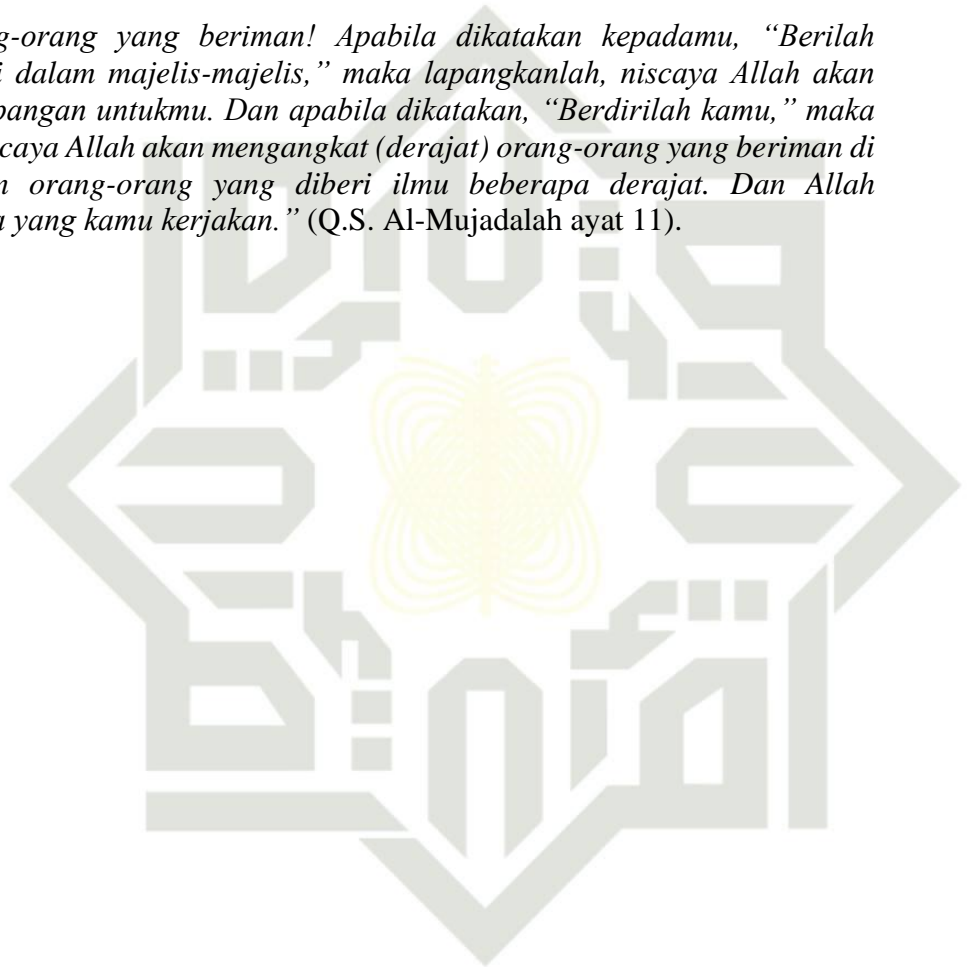 g-orang yang beriman! Apabila dikatakan kepadamu, “Berilah
i dalam majelis-majelis,” maka lapangkanlah, niscaya Allah akan
pangan untukmu. Dan apabila dikatakan, “Berdirilah kamu,” maka
scaya Allah akan mengangkat (derajat) orang-orang yang beriman di
n orang-orang yang diberi ilmu beberapa derajat. Dan Allah
a yang kamu kerjakan.” (Q.S. Al-Mujadalah ayat 11).